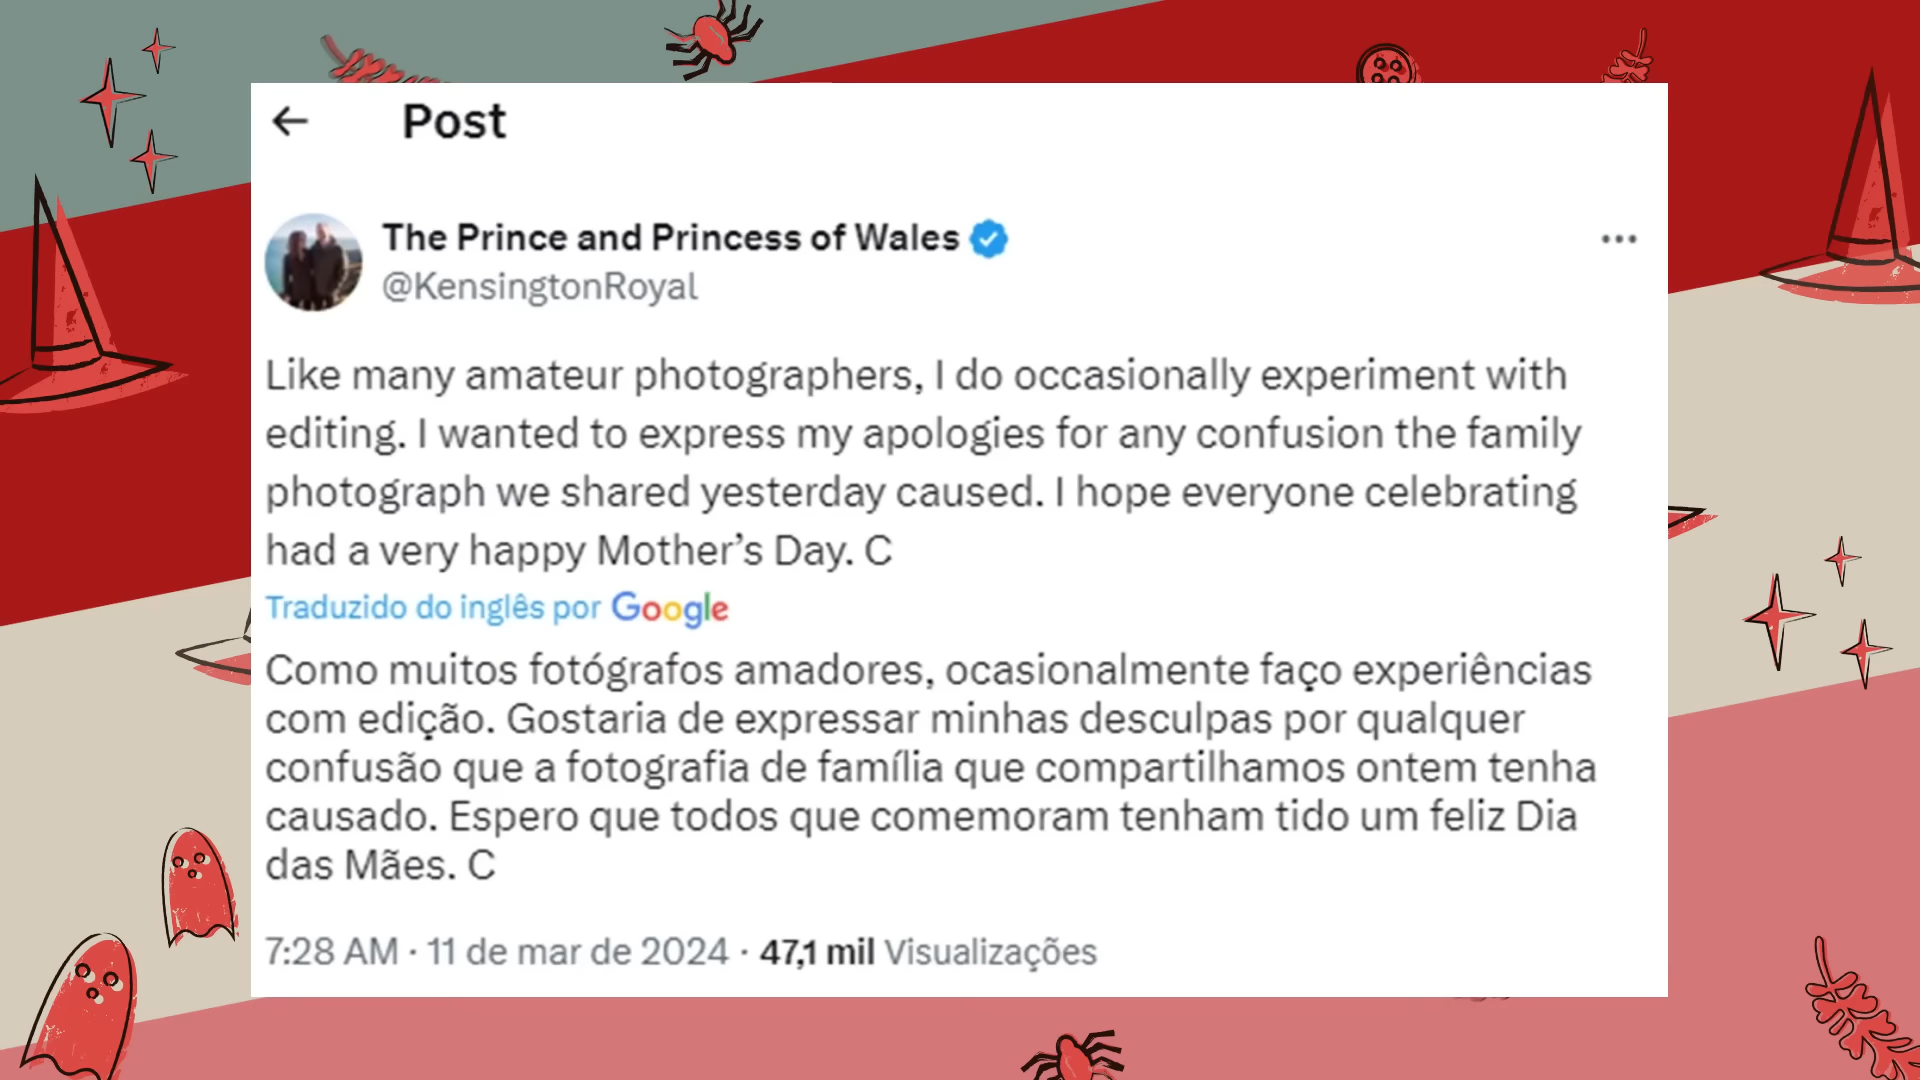 Post
The Prince and Princess of Wales
@KensingtonRoyal
Like many amateur photographers, I do occasionally experiment with
editing. I wanted to express my apologies for any confusion the family
photograph we shared yesterday caused. I hope everyone celebrating
had a very happy Mother’s Day. C
Traduzido do inglês por Google
Como muitos fotógrafos amadores, ocasionalmente faço experiências
com edição. Gostaria de expressar minhas desculpas por qualquer
confusão que a fotografia de família que compartilhamos ontem tenha
causado. Espero que todos que comemoram tenham tido um feliz Dia
das Mães. C
7:28 AM · 11 de mar de 2024 · 47,1 mil Visualizações